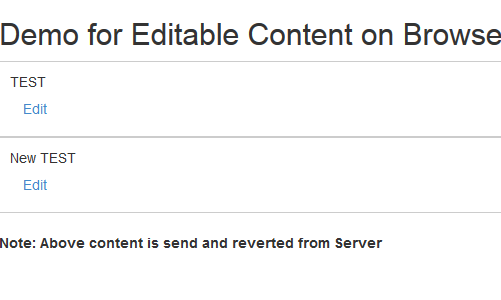 Demo for Editable Content on Browse
TEST
Edit
New TEST
Edit
Note: Above content is send and reverted from Server